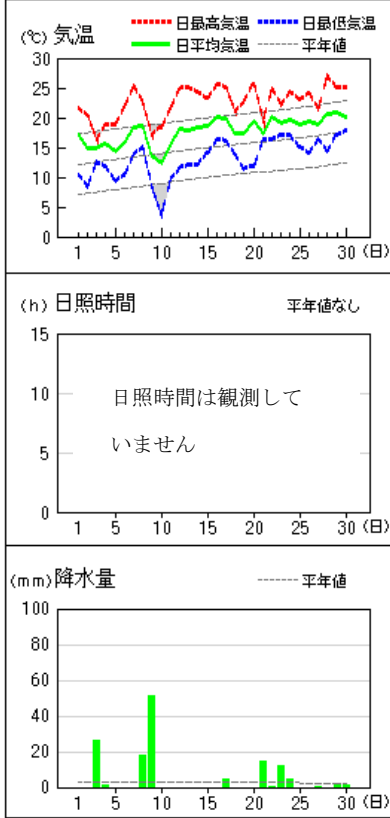 (℃) 気温
日最高気温 日最低気温
日平均気温 平年値
30
25
20
15
10
5
0
1 5 10 15 20 25 30 (日)
(h) 日照時間 平年値なし
15
10
5
0
日照時間は観測して
いません
1 5 10 15 20 25 30 (日)
(mm) 降水量 平年値
100
80
60
40
20
0
1 5 10 15 20 25 30 (日)